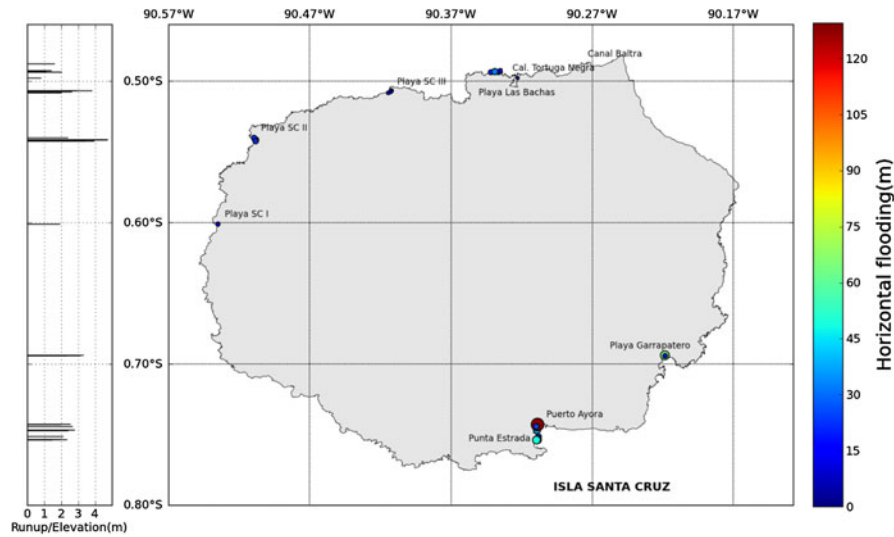 90.57°W 90.47°W 90.37°W 90.27°W 90.17°W
Canal Baltra
Cal. Tortuga Negra
0.50°S
Playa SC III
Playa Las Bachas
Playa SC II
0.60°S
Playa SC I
Playa Garrapatero
0.70°S
Puerto Ayora
Punta Estrada
ISLA SANTA CRUZ
0.80°S
0 1 2 3 4
Runup/Elevation(m)
120
105
90
75
60
45
30
15
0
Horizontal flooding(m)